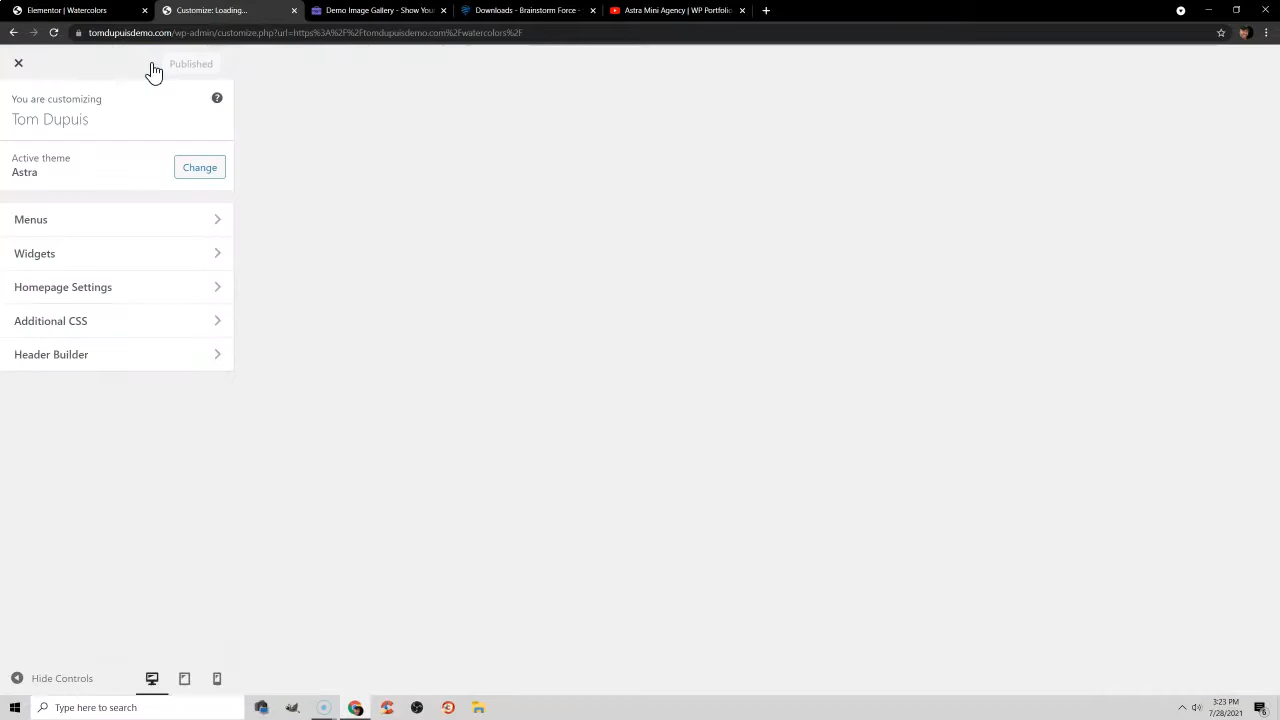 Elementor | Watercolors
Customize: Loading...
Demo Image Gallery - Show You
Downloads - Brainstorm Force -
Astra Mini Agency | WP Portfolio
tomdupuisdemo.com/wp-admin/customize.php?url=https%3A%2F%2Ftomdupuisdemo.com%2Fwatercolors%2F
Published
You are customizing
Tom Dupuis
Active theme
Astra
Change
Menus
Widgets
Homepage Settings
Additional CSS
Header Builder
Hide Controls
Type here to search
3:23 PM
7/28/2021